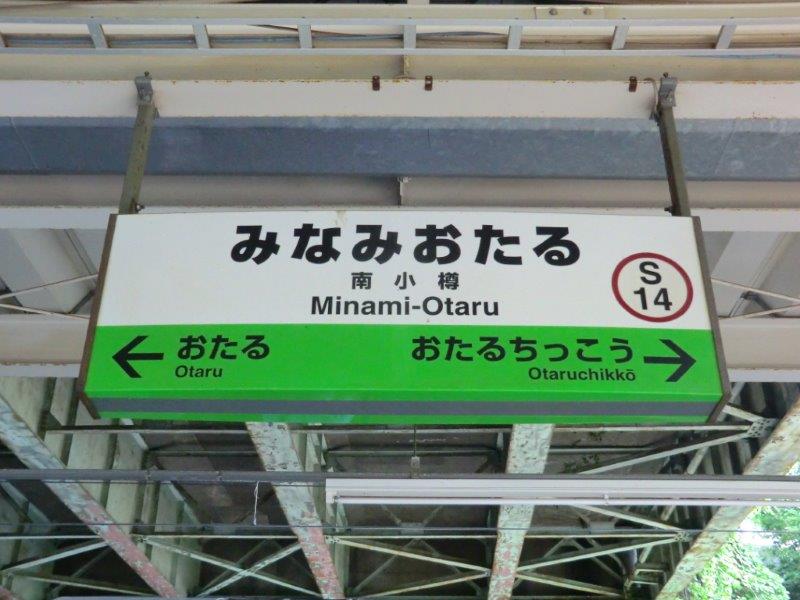 みなみおたる
南小樽
Minami-Otaru
S
14
← おたる
Otaru
おたるちっこう →
Otaruchikkō